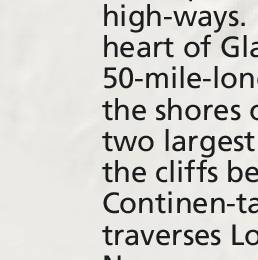 high-ways.
heart of Gla
50-mile-lon
the shores o
two largest
the cliffs be
Continen-ta
traverses Lo